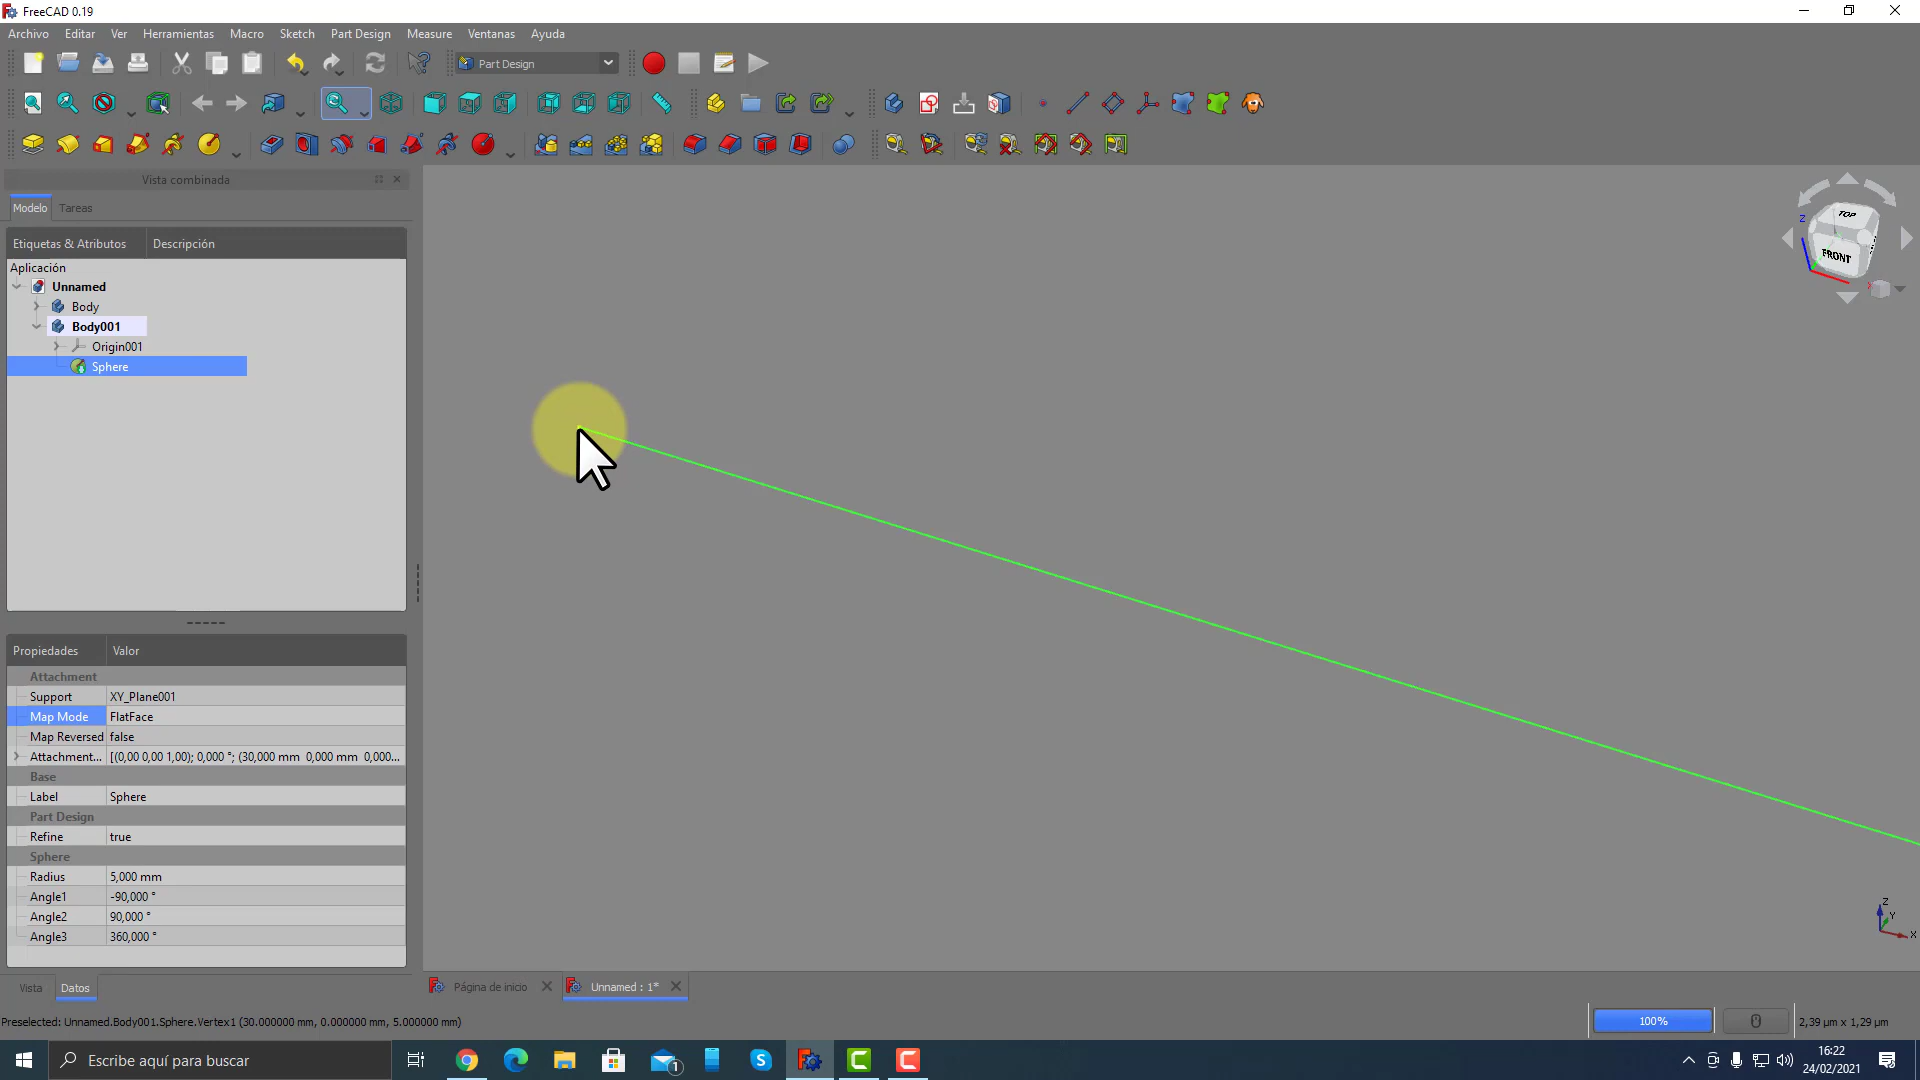 FreeCAD 0.19
Archivo Editar Ver Herramientas Macro Sketch Part Design Measure Ventanas Ayuda
Part Design
Vista combinada
Modelo Tareas
Etiquetas & Atributos Descripción
Aplicación
Unnamed
Body
Body001
Origin001
Sphere
Propiedades Valor
Attachment
Support XY_Plane001
Map Mode FlatFace
Map Reversed false
Attachment... [(0,00 0,00 1,00); 0,000 °; (30,000 mm 0,000 mm 0,000...
Base
Label Sphere
Part Design
Refine true
Sphere
Radius 5,000 mm
Angle1 -90,000 °
Angle2 90,000 °
Angle3 360,000 °
Vista Datos
TOP
FRONT
Z
X
Z
Y
X
Página de inicio
Unnamed : 1*
Preselected: Unnamed.Body001.Sphere.Vertex1 (30.000000 mm, 0.000000 mm, 5.000000 mm)
100%
2,39 µm x 1,29 µm
Escribe aquí para buscar
1
16:22
24/02/2021